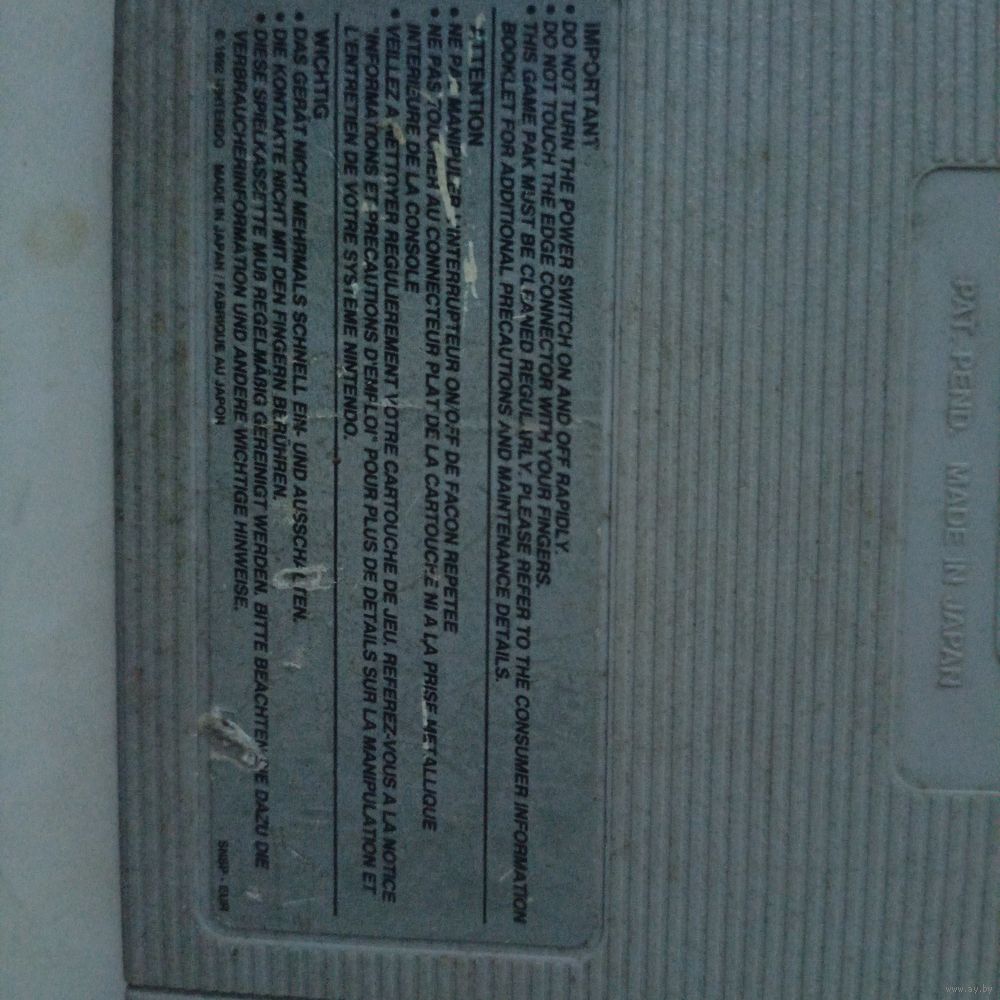 IMPORTANT
• DO NOT TURN THE POWER SWITCH ON AND OFF RAPIDLY.
• DO NOT TOUCH THE EDGE CONNECTOR WITH YOUR FINGERS.
• THIS GAME PAK MUST BE CLEANED REGULARLY. PLEASE REFER TO THE CONSUMER INFORMATION
BOOKLET FOR ADDITIONAL PRECAUTIONS AND MAINTENANCE DETAILS.
ATTENTION
• NE PAS MANIPULER L'INTERRUPTEUR ON/OFF DE FACON REPETEE
• NE PAS TOUCHER AU CONNECTEUR PLAT DE LA CARTOUCHE NI A LA PRISE METALLIQUE
INTERIEURE DE LA CONSOLE
• VEILLEZ A NETTOYER REGULIEREMENT VOTRE CARTOUCHE DE JEU. REFEREZ-VOUS A LA NOTICE
"INFORMATIONS ET PRECAUTIONS D'EMPLOI" POUR PLUS DE DETAILS SUR LA MANIPULATION ET
L'ENTRETIEN DE VOTRE SYSTEME NINTENDO.
WICHTIG
• DAS GERÄT NICHT MEHRMALS SCHNELL EIN- UND AUSSCHALTEN.
• DIE KONTAKTE NICHT MIT DEN FINGERN BERÜHREN.
• DIESE SPIELKASSETTE MUß REGELMÄßIG GEREINIGT WERDEN. BITTE BEACHTEN SIE DAZU DIE
VERBRAUCHERINFORMATION UND ANDERE WICHTIGE HINWEISE.
© 1992 NINTENDO MADE IN JAPAN / FABRIQUE AU JAPON
SNSP - EUR
PAT. PEND. MADE IN JAPAN
www.ay.by